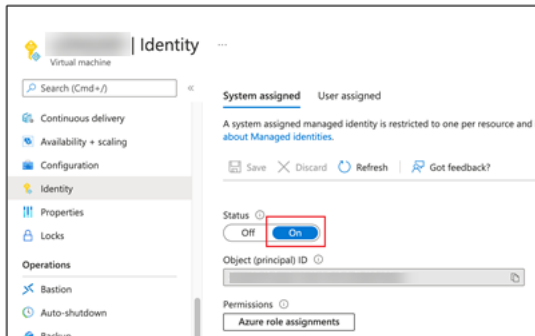 | Identity ...
Virtual machine
Search (Cmd+/)
«
Continuous delivery
Availability + scaling
Configuration
Identity
Properties
Locks
Operations
Bastion
Auto-shutdown
Backup
System assigned User assigned
A system assigned managed identity is restricted to one per resource and
about Managed identities.
Save Discard Refresh Got feedback?
Status
Off On
Object (principal) ID
Permissions
Azure role assignments